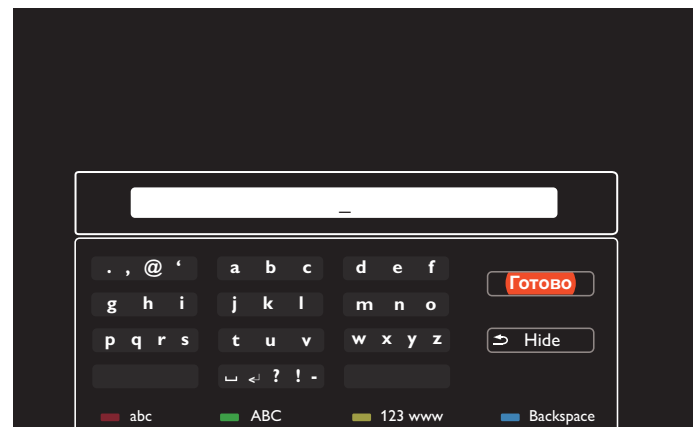 _
. , @ ‘ a b c d e f
Готово
g h i j k l m n o
p q r s t u v w x y z Hide
␣ ↵ ? ! -
abc ABC 123 www Backspace